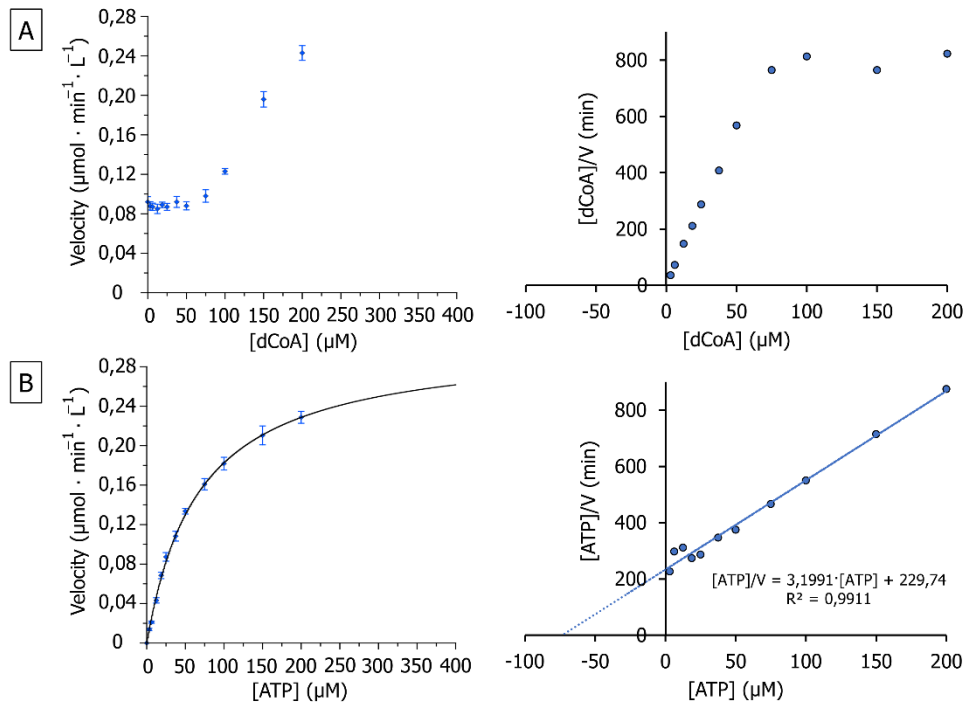 A
Velocity (µmol · min⁻¹ · L⁻¹)
0,28
0,24
0,20
0,16
0,12
0,08
0,04
0
0 50 100 150 200 250 300 350 400
[dCoA] (µM)
[dCoA]/V (min)
800
600
400
200
0
-100 -50 0 50 100 150 200
[dCoA] (µM)
B
Velocity (µmol · min⁻¹ · L⁻¹)
0,28
0,24
0,20
0,16
0,12
0,08
0,04
0
0 50 100 150 200 250 300 350 400
[ATP] (µM)
[ATP]/V (min)
800
600
400
200
0
[ATP]/V = 3,1991·[ATP] + 229,74
R² = 0,9911
-100 -50 0 50 100 150 200
[ATP] (µM)